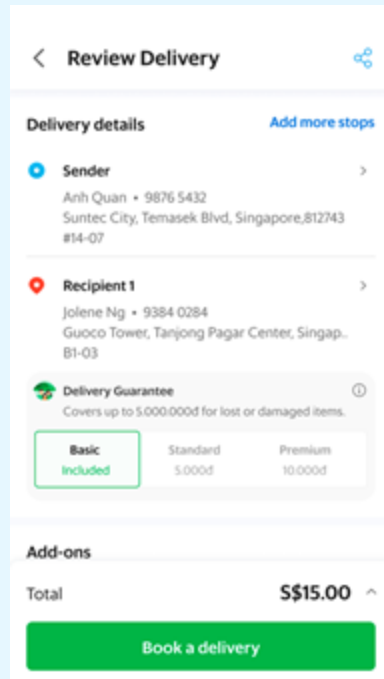 Review Delivery
Delivery details
Add more stops
Sender
Anh Quan • 9876 5432
Suntec City, Temasek Blvd, Singapore,812743
#14-07
Recipient 1
Jolene Ng • 9384 0284
Guoco Tower, Tanjong Pagar Center, Singap..
B1-03
Delivery Guarantee
Covers up to 5.000.000đ for lost or damaged items.
Basic
Included
Standard
5.000đ
Premium
10.000đ
Add-ons
Total
S$15.00
Book a delivery